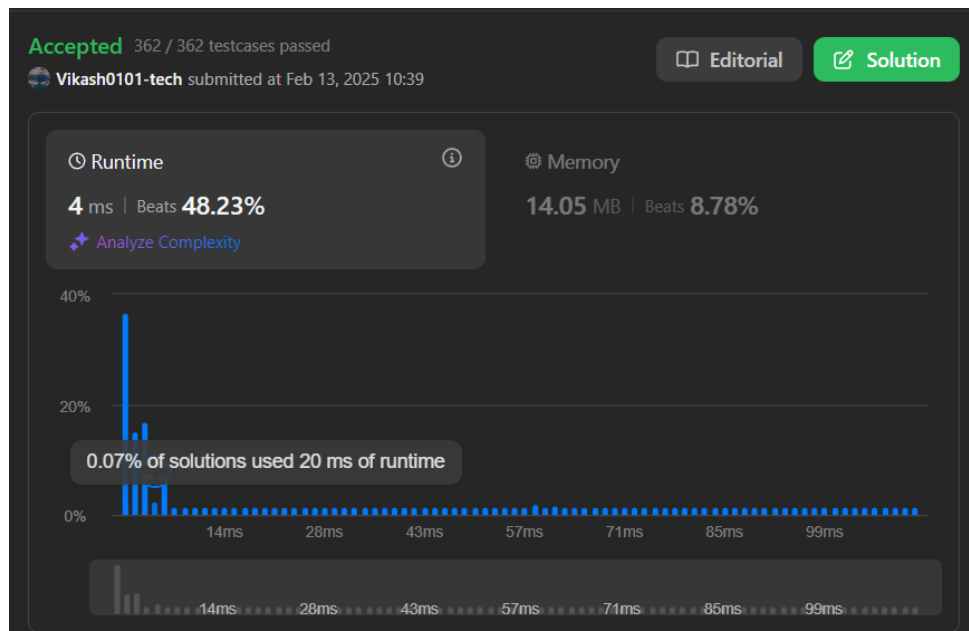 Accepted 362 / 362 testcases passed
Editorial
Solution
Vikash0101-tech submitted at Feb 13, 2025 10:39
Runtime
4 ms | Beats 48.23%
Analyze Complexity
Memory
14.05 MB | Beats 8.78%
40%
20%
0.07% of solutions used 20 ms of runtime
0%
14ms 28ms 43ms 57ms 71ms 85ms 99ms
14ms 28ms 43ms 57ms 71ms 85ms 99ms